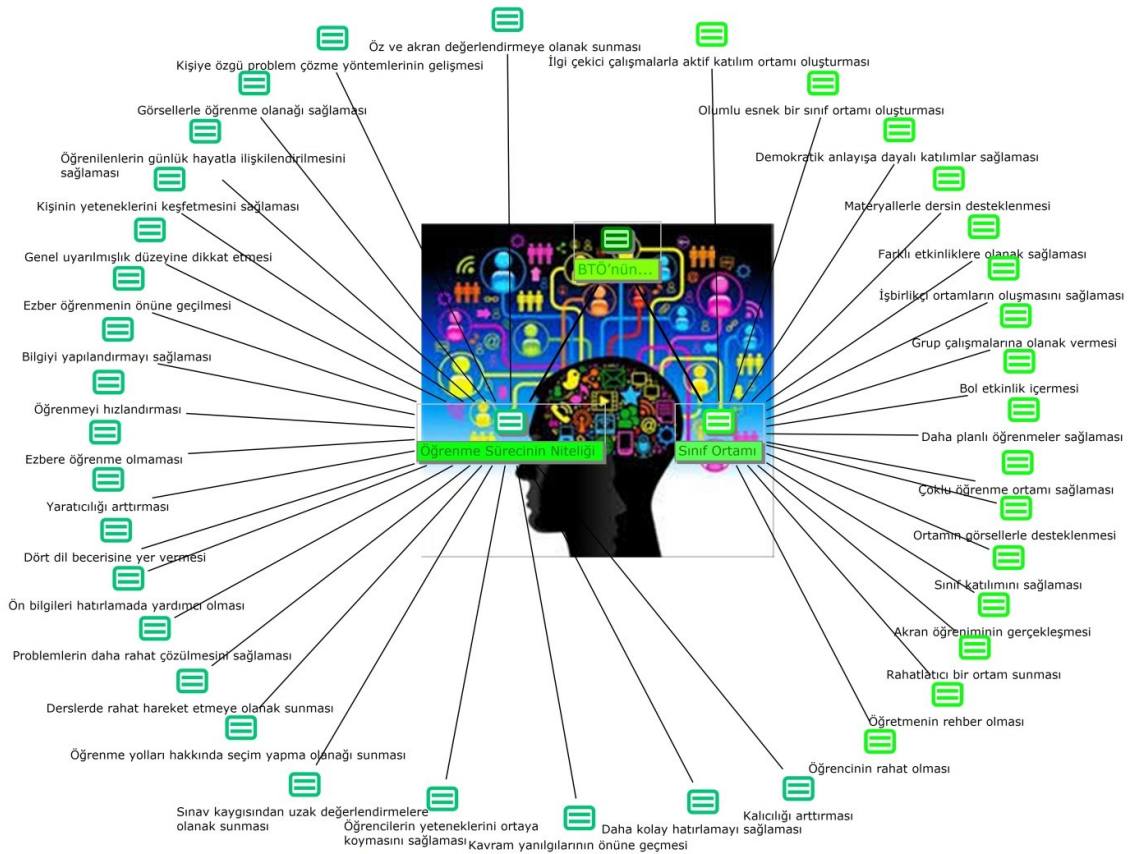 Öz ve akran değerlendirmeye olanak sunması
İlgi çekici çalışmalarla aktif katılım ortamı oluşturması
Kişiye özgü problem çözme yöntemlerinin gelişmesi
Olumlu esnek bir sınıf ortamı oluşturması
Görsellerle öğrenme olanağı sağlaması
Demokratik anlayışa dayalı katılımlar sağlaması
Öğrenilenlerin günlük hayatla ilişkilendirilmesini
sağlaması
Materyallerle dersin desteklenmesi
Kişinin yeteneklerini keşfetmesini sağlaması
Farklı etkinliklere olanak sağlaması
Genel uyarılmışlık düzeyine dikkat etmesi
BTÖ’nün...
İşbirlikçi ortamların oluşmasını sağlaması
Ezber öğrenmenin önüne geçilmesi
Grup çalışmalarına olanak vermesi
Bilgiyi yapılandırmayı sağlaması
Bol etkinlik içermesi
Öğrenmeyi hızlandırması
Daha planlı öğrenmeler sağlaması
Öğrenme Sürecinin Niteliği
Sınıf Ortamı
Ezbere öğrenme olmaması
Çoklu öğrenme ortamı sağlaması
Yaratıcılığı arttırması
Ortamın görsellerle desteklenmesi
Dört dil becerisine yer vermesi
Sınıf katılımını sağlaması
Ön bilgileri hatırlamada yardımcı olması
Akran öğreniminin gerçekleşmesi
Problemlerin daha rahat çözülmesini sağlaması
Rahatlatıcı bir ortam sunması
Derslerde rahat hareket etmeye olanak sunması
Öğretmenin rehber olması
Öğrenme yolları hakkında seçim yapma olanağı sunması
Öğrencinin rahat olması
Sınav kaygısından uzak değerlendirmelere
olanak sunması
Öğrencilerin yeteneklerini ortaya
koymasını sağlaması
Kavram yanılgılarının önüne geçmesi
Daha kolay hatırlamayı sağlaması
Kalıcılığı arttırması